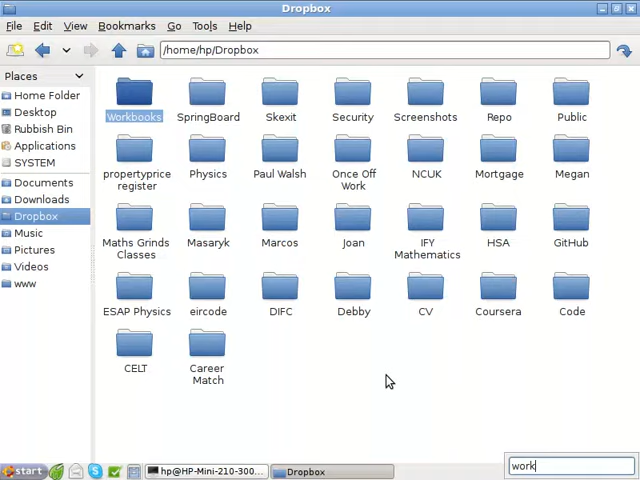 Dropbox
File Edit View Bookmarks Go Tools Help
/home/hp/Dropbox
Places
Home Folder
Desktop
Rubbish Bin
Applications
SYSTEM
Documents
Downloads
Dropbox
Music
Pictures
Videos
www
Workbooks SpringBoard Skexit Security Screenshots Repo Public
propertyprice register Physics Paul Walsh Once Off Work NCUK Mortgage Megan
Maths Grinds Classes Masaryk Marcos Joan IFY Mathematics HSA GitHub
ESAP Physics eircode DIFC Debby CV Coursera Code
CELT Career Match
start hp@HP-Mini-210-300... Dropbox work